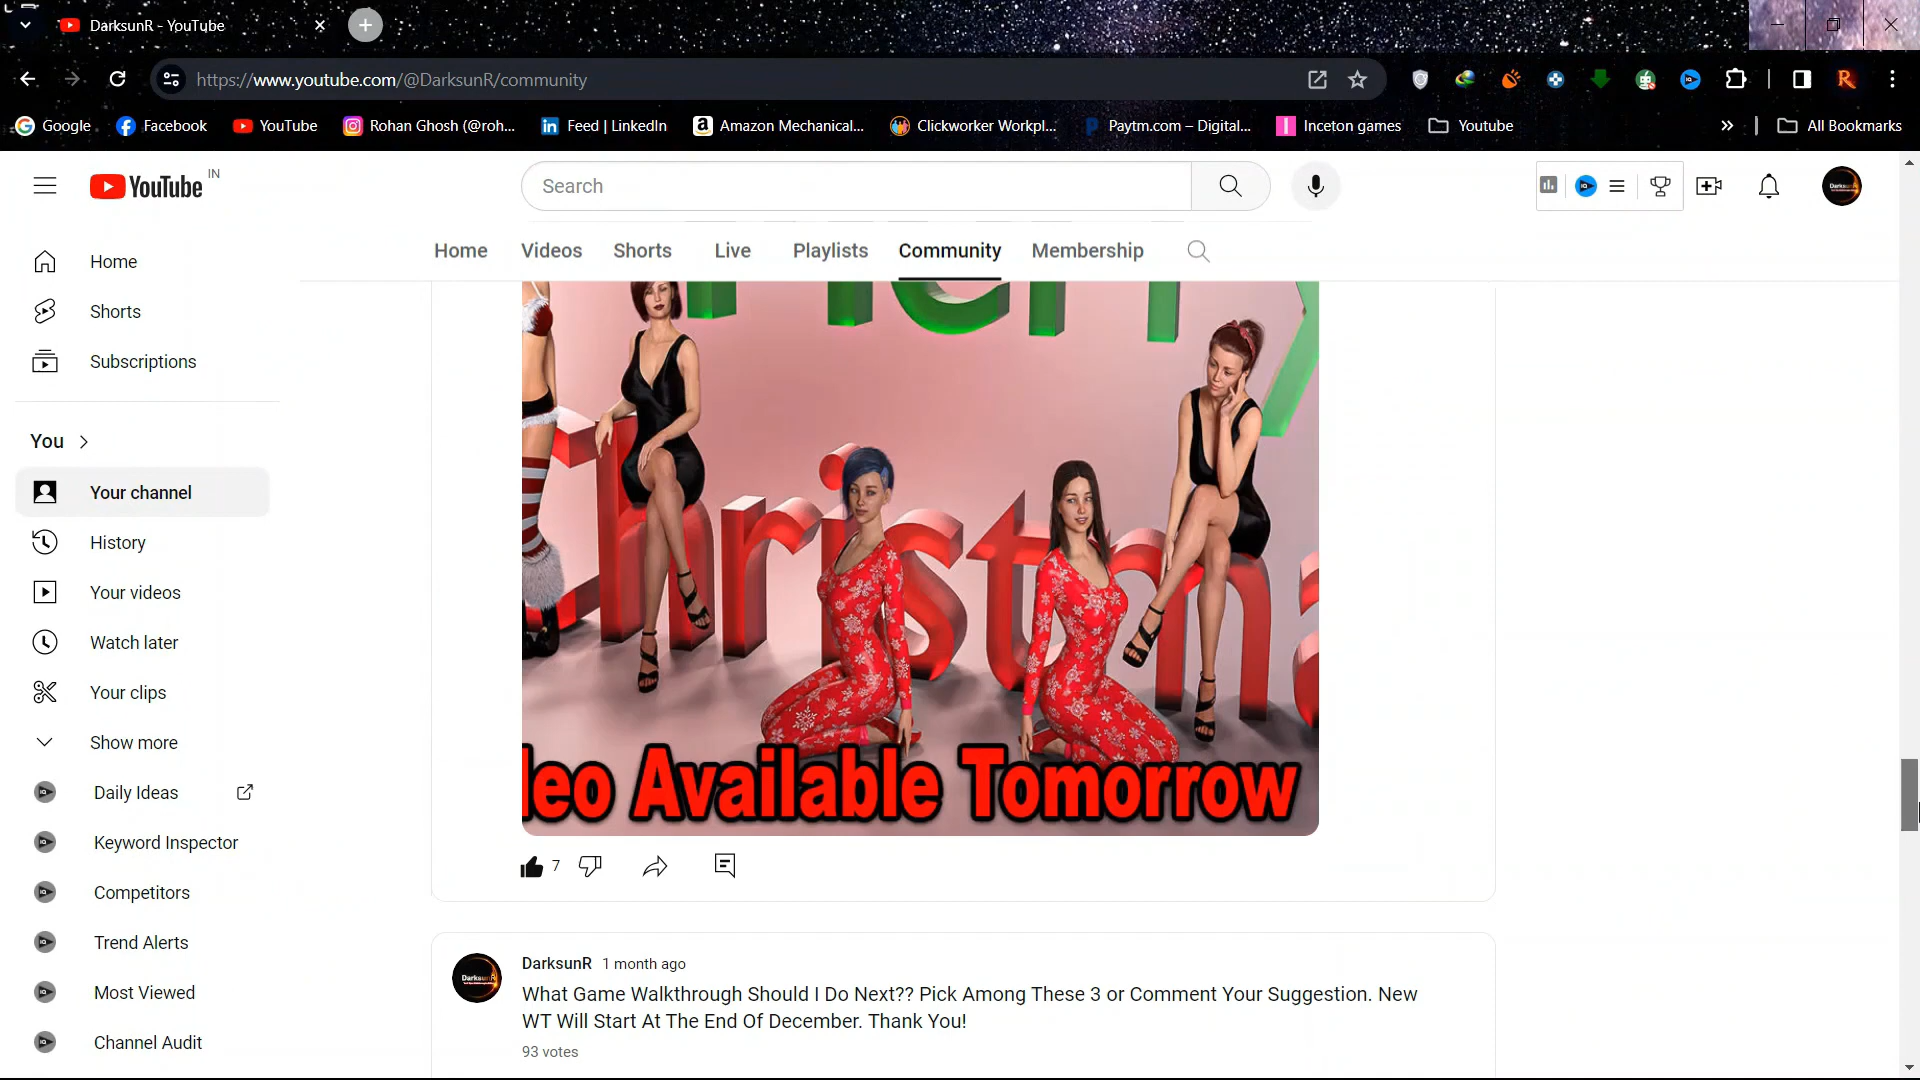 DarksunR - YouTube
https://www.youtube.com/@DarksunR/community
Google
Facebook
YouTube
Rohan Ghosh (@roh...
Feed | LinkedIn
Amazon Mechanical...
Clickworker Workpl...
Paytm.com – Digital...
Inceton games
Youtube
All Bookmarks
YouTube IN
Search
Home
Videos
Shorts
Live
Playlists
Community
Membership
Home
Shorts
Subscriptions
You
Your channel
History
Your videos
Watch later
Your clips
Show more
Daily Ideas
Keyword Inspector
Competitors
Trend Alerts
Most Viewed
Channel Audit
Merry
Christma
deo Available Tomorrow
7
DarksunR 1 month ago
What Game Walkthrough Should I Do Next?? Pick Among These 3 or Comment Your Suggestion. New
WT Will Start At The End Of December. Thank You!
93 votes